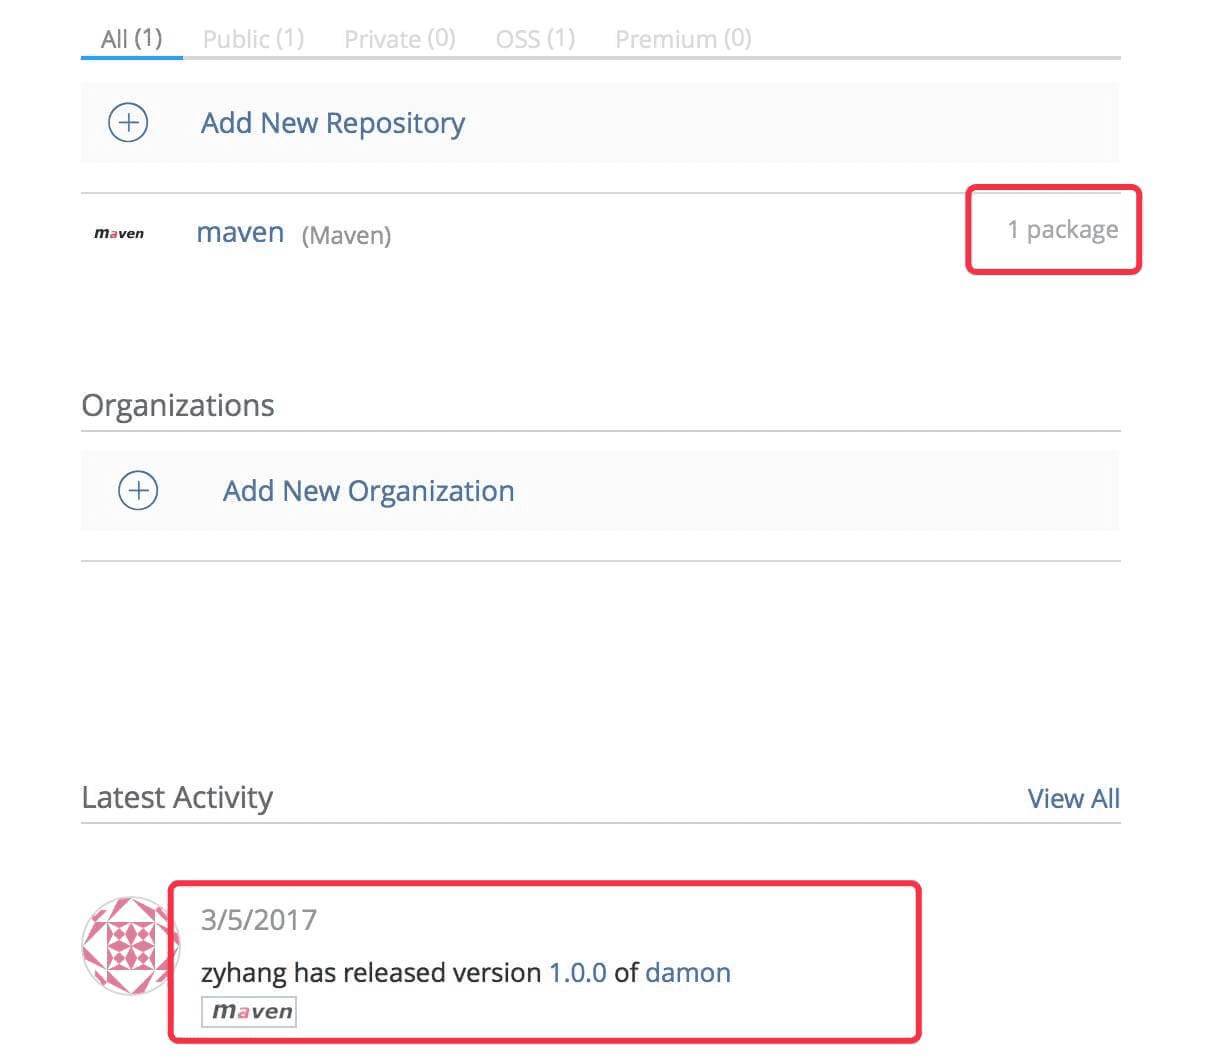 All (1) Public (1) Private (0) OSS (1) Premium (0)
Add New Repository
maven maven (Maven) 1 package
Organizations
Add New Organization
Latest Activity View All
3/5/2017
zyhang has released version 1.0.0 of damon
maven